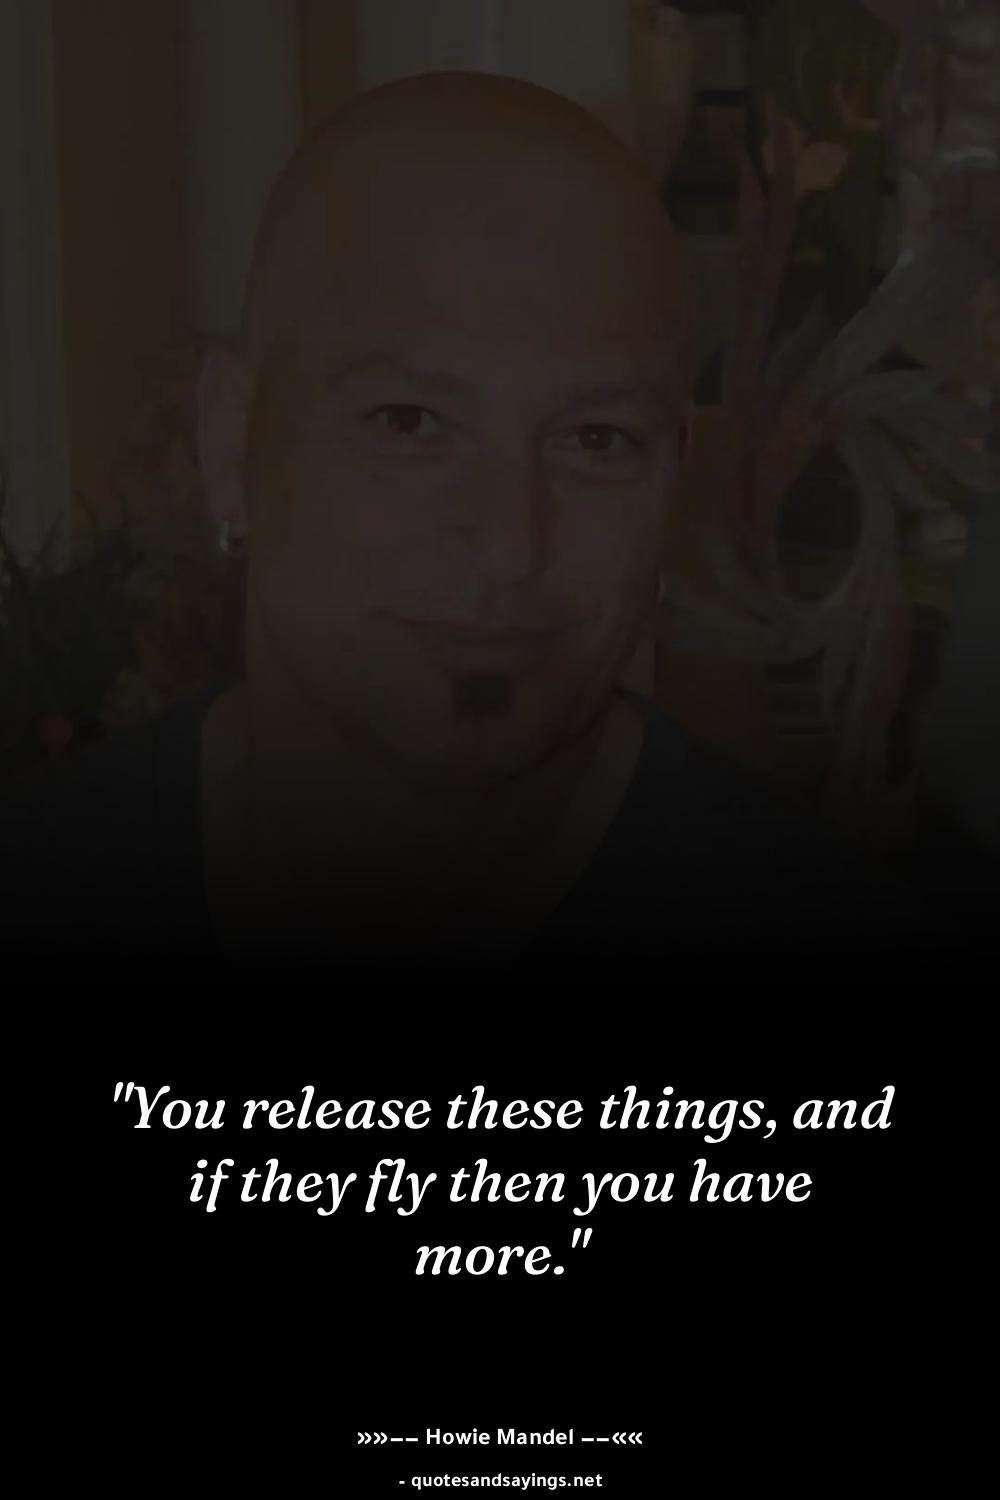 "You release these things, and
if they fly then you have
more."
»»−− Howie Mandel −−««
- quotesandsayings.net